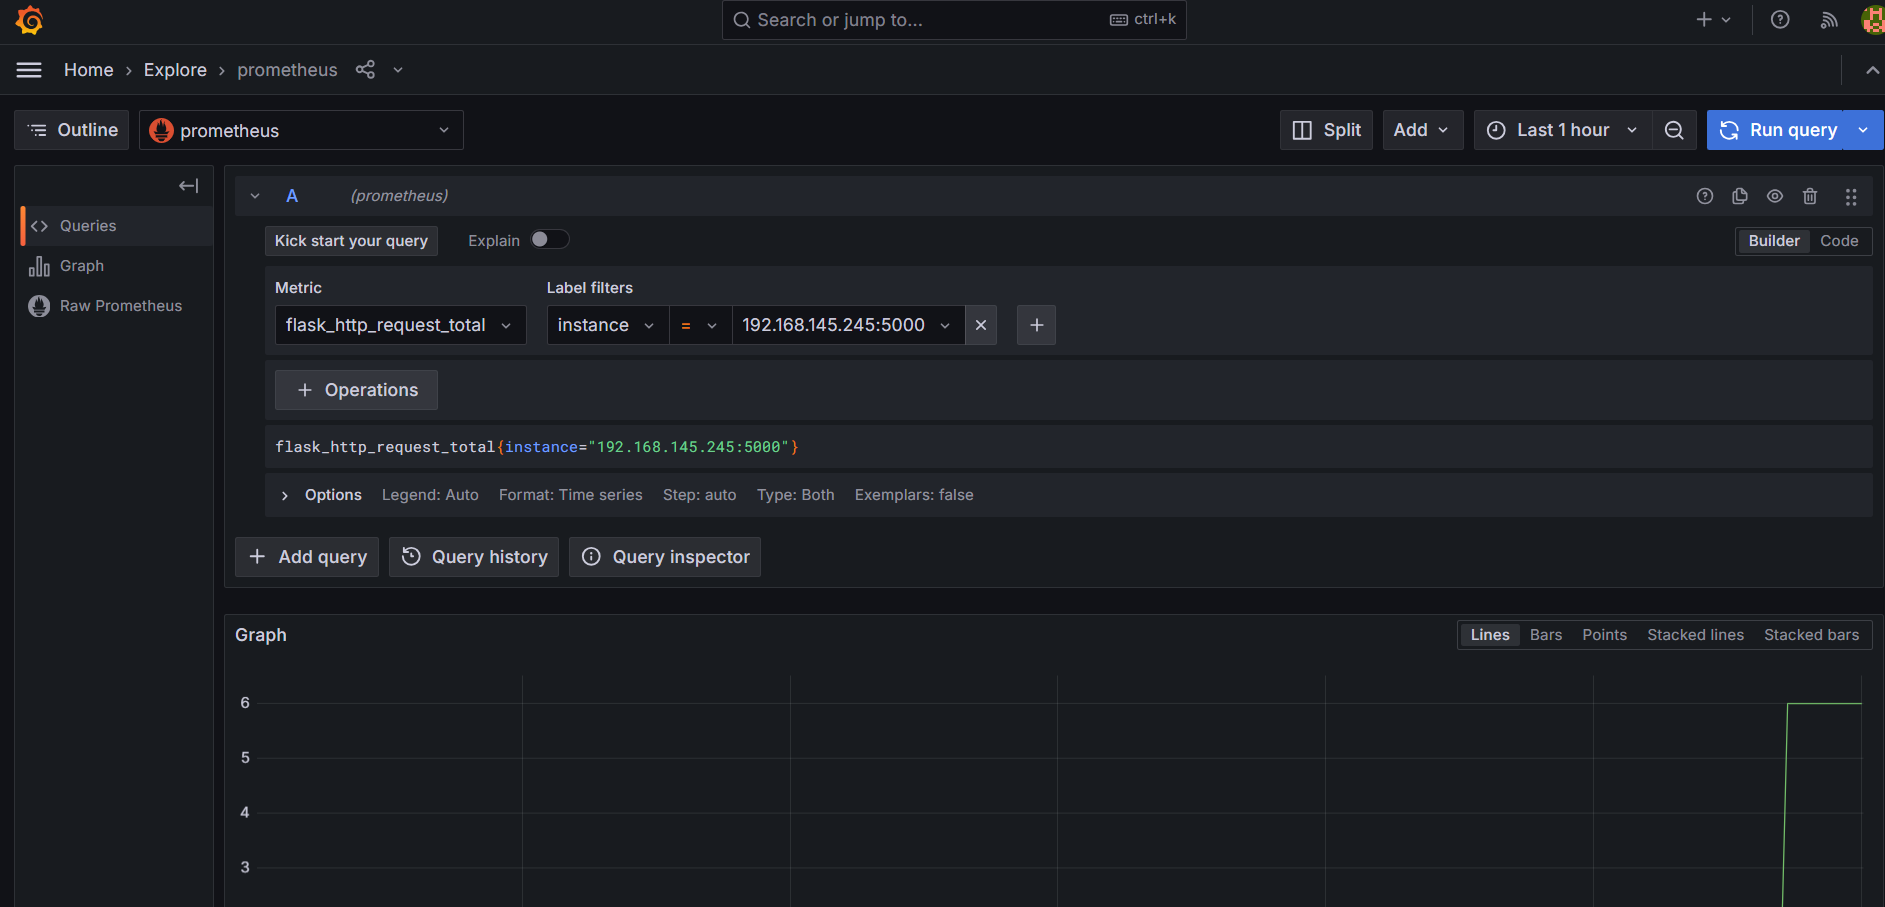 Search or jump to... ctrl+k
Home › Explore › prometheus
Outline prometheus Split Add Last 1 hour Run query
Queries
Graph
Raw Prometheus
A (prometheus)
Kick start your query Explain Builder Code
Metric Label filters
flask_http_request_total instance = 192.168.145.245:5000
+ Operations
flask_http_request_total{instance="192.168.145.245:5000"}
Options Legend: Auto Format: Time series Step: auto Type: Both Exemplars: false
+ Add query Query history Query inspector
Graph Lines Bars Points Stacked lines Stacked bars
6
5
4
3